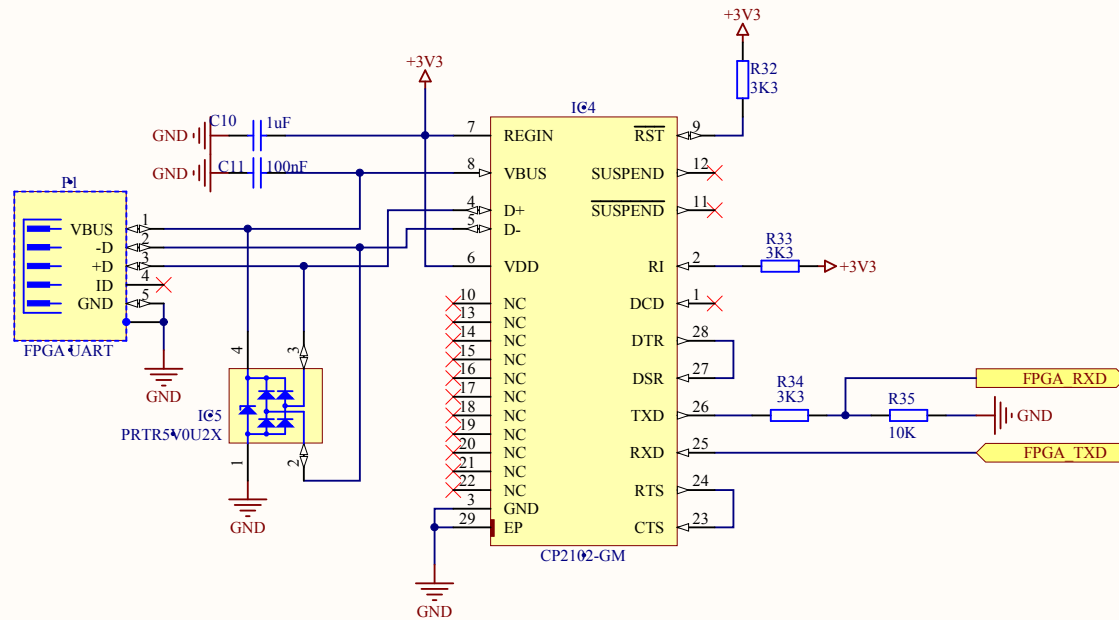 +3V3
+3V3
R32
3K3
IC4
C10
1uF
GND
7
REGIN
RST
9
C11
100nF
GND
8
VBUS
SUSPEND
12
P1
4
D+
SUSPEND
11
VBUS
1
5
D-
-D
2
R33
3K3
+D
3
6
VDD
RI
2
+3V3
ID
4
GND
5
10
NC
DCD
1
13
NC
14
NC
DTR
28
FPGA UART
4
3
15
NC
16
NC
DSR
27
GND
R34
3K3
FPGA_RXD
17
NC
R35
18
NC
TXD
26
GND
IC5
PRTR5V0U2X
10K
19
NC
20
NC
RXD
25
FPGA_TXD
1
2
21
NC
22
NC
RTS
24
3
GND
29
EP
CTS
23
GND
CP2102-GM
GND